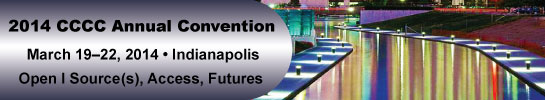 2014 CCCC Annual Convention
March 19–22, 2014 • Indianapolis
Open | Source(s), Access, Futures